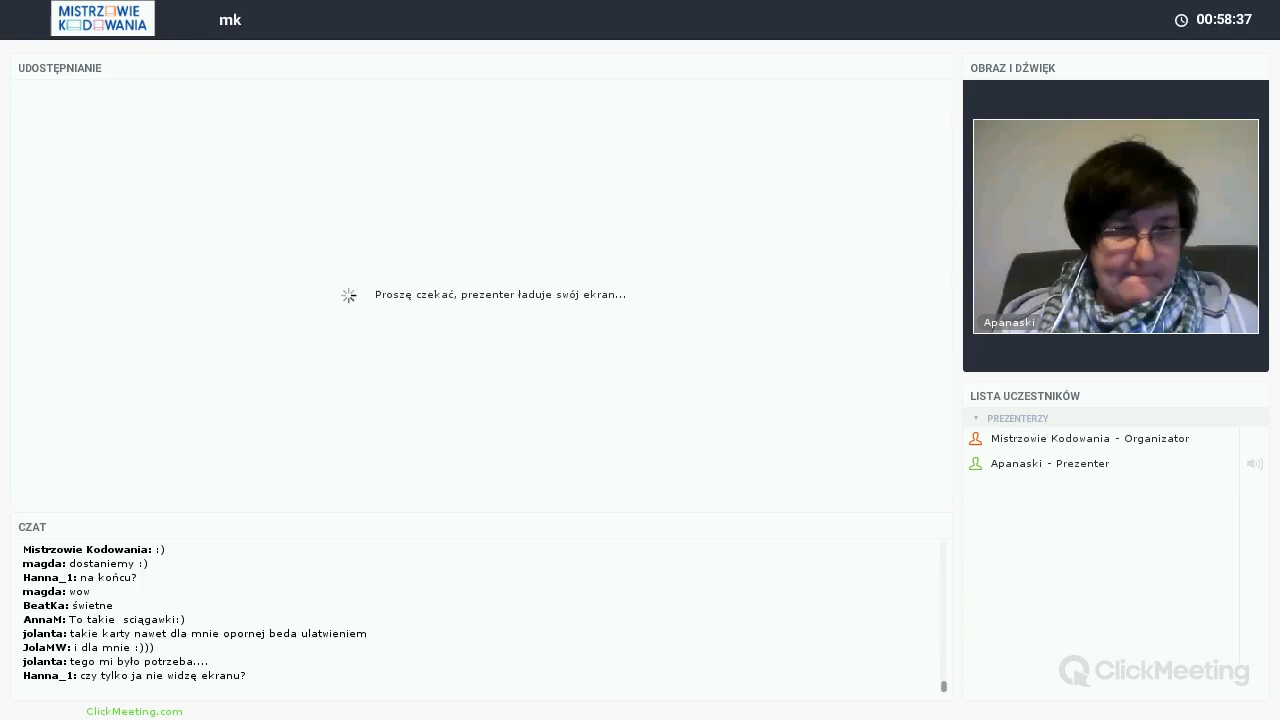 MISTRZOWIE
KODOWANIA
mk
00:58:37
UDOSTĘPNIANIE
Proszę czekać, prezenter ładuje swój ekran...
OBRAZ I DŹWIĘK
Apanaski
LISTA UCZESTNIKÓW
PREZENTERZY
Mistrzowie Kodowania - Organizator
Apanaski - Prezenter
CZAT
Mistrzowie Kodowania: :)
magda: dostaniemy :)
Hanna_1: na końcu?
magda: wow
BeatKa: świetne
AnnaM: To takie sciągawki:)
jolanta: takie karty nawet dla mnie opornej beda ulatwieniem
JolaMW: i dla mnie :)))
jolanta: tego mi było potrzeba....
Hanna_1: czy tylko ja nie widzę ekranu?
ClickMeeting
ClickMeeting.com